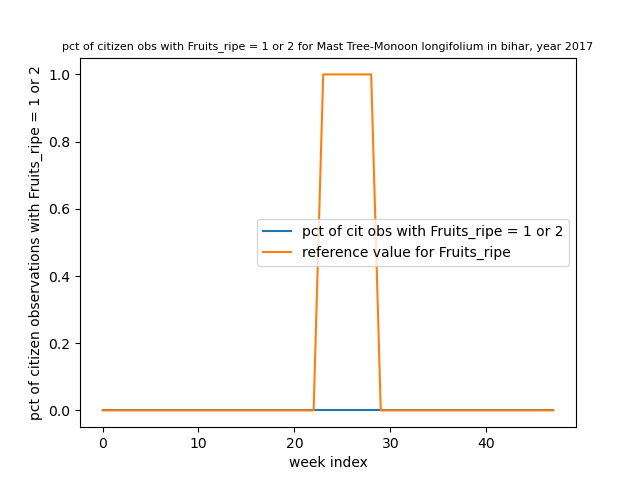 pct of citizen obs with Fruits_ripe = 1 or 2 for Mast Tree-Monoon longifolium in bihar, year 2017
pct of citizen observations with Fruits_ripe = 1 or 2
1.0
0.8
0.6
0.4
0.2
0.0
pct of cit obs with Fruits_ripe = 1 or 2
reference value for Fruits_ripe
0
10
20
30
40
week index